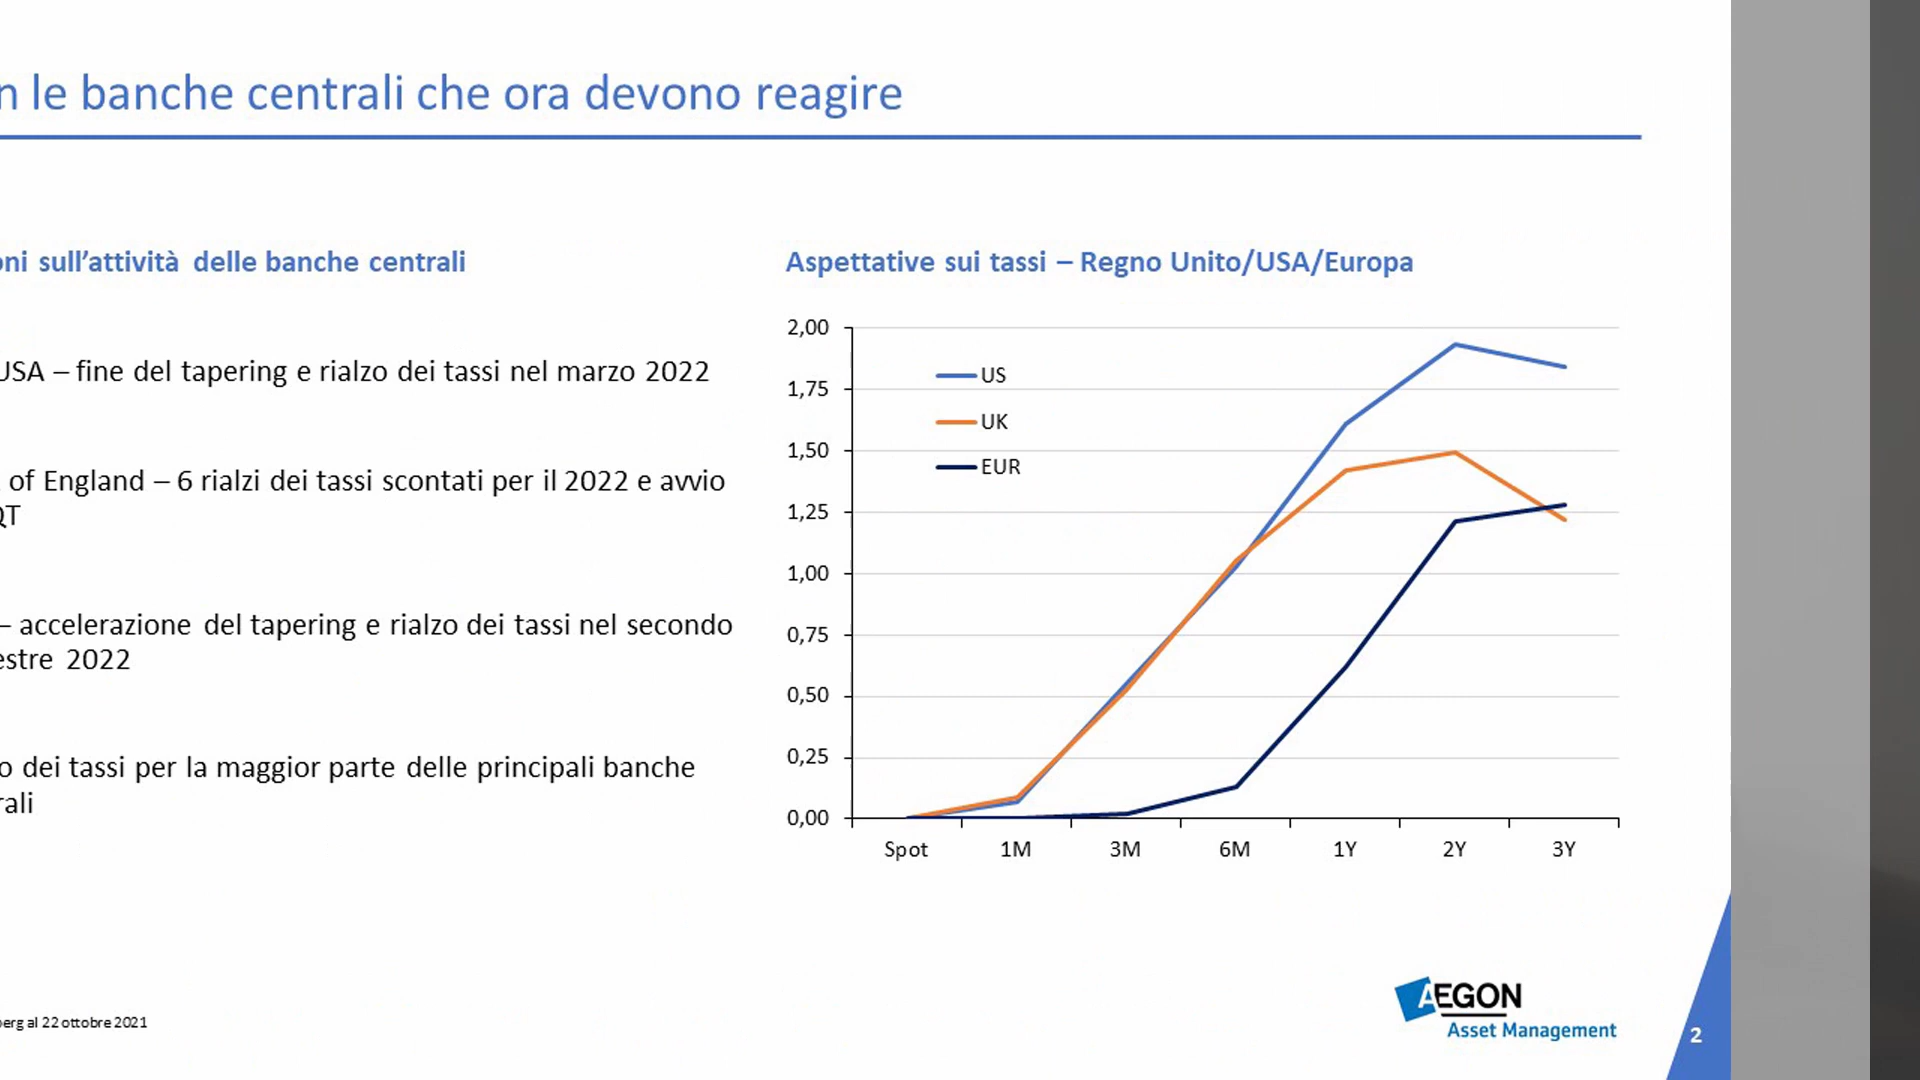 n le banche centrali che ora devono reagire
oni sull'attività delle banche centrali
USA – fine del tapering e rialzo dei tassi nel marzo 2022
of England – 6 rialzi dei tassi scontati per il 2022 e avvio
QT
– accelerazione del tapering e rialzo dei tassi nel secondo
estre 2022
o dei tassi per la maggior parte delle principali banche
rali
Aspettative sui tassi – Regno Unito/USA/Europa
2,00
1,75
1,50
1,25
1,00
0,75
0,50
0,25
0,00
US
UK
EUR
Spot 1M 3M 6M 1Y 2Y 3Y
berg al 22 ottobre 2021
AEGON
Asset Management
2